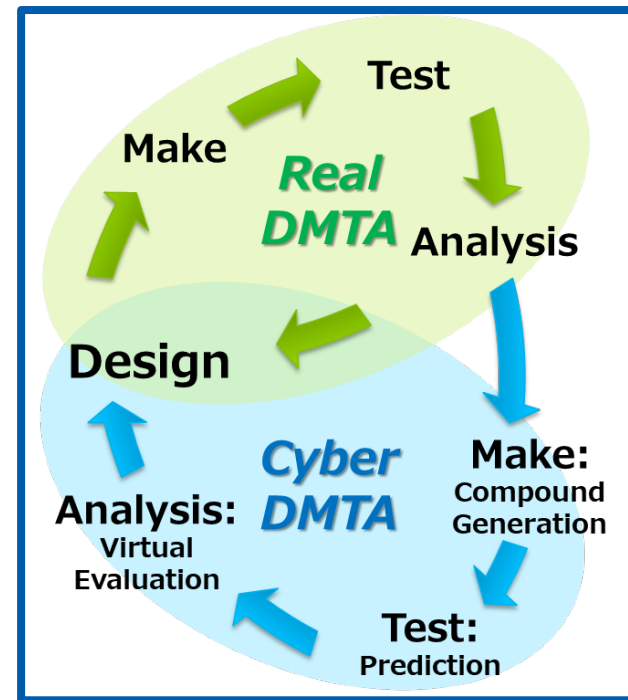 Test
Make
Real
DMTA
Analysis
Design
Cyber
DMTA
Make:
Compound
Generation
Analysis:
Virtual
Evaluation
Test:
Prediction